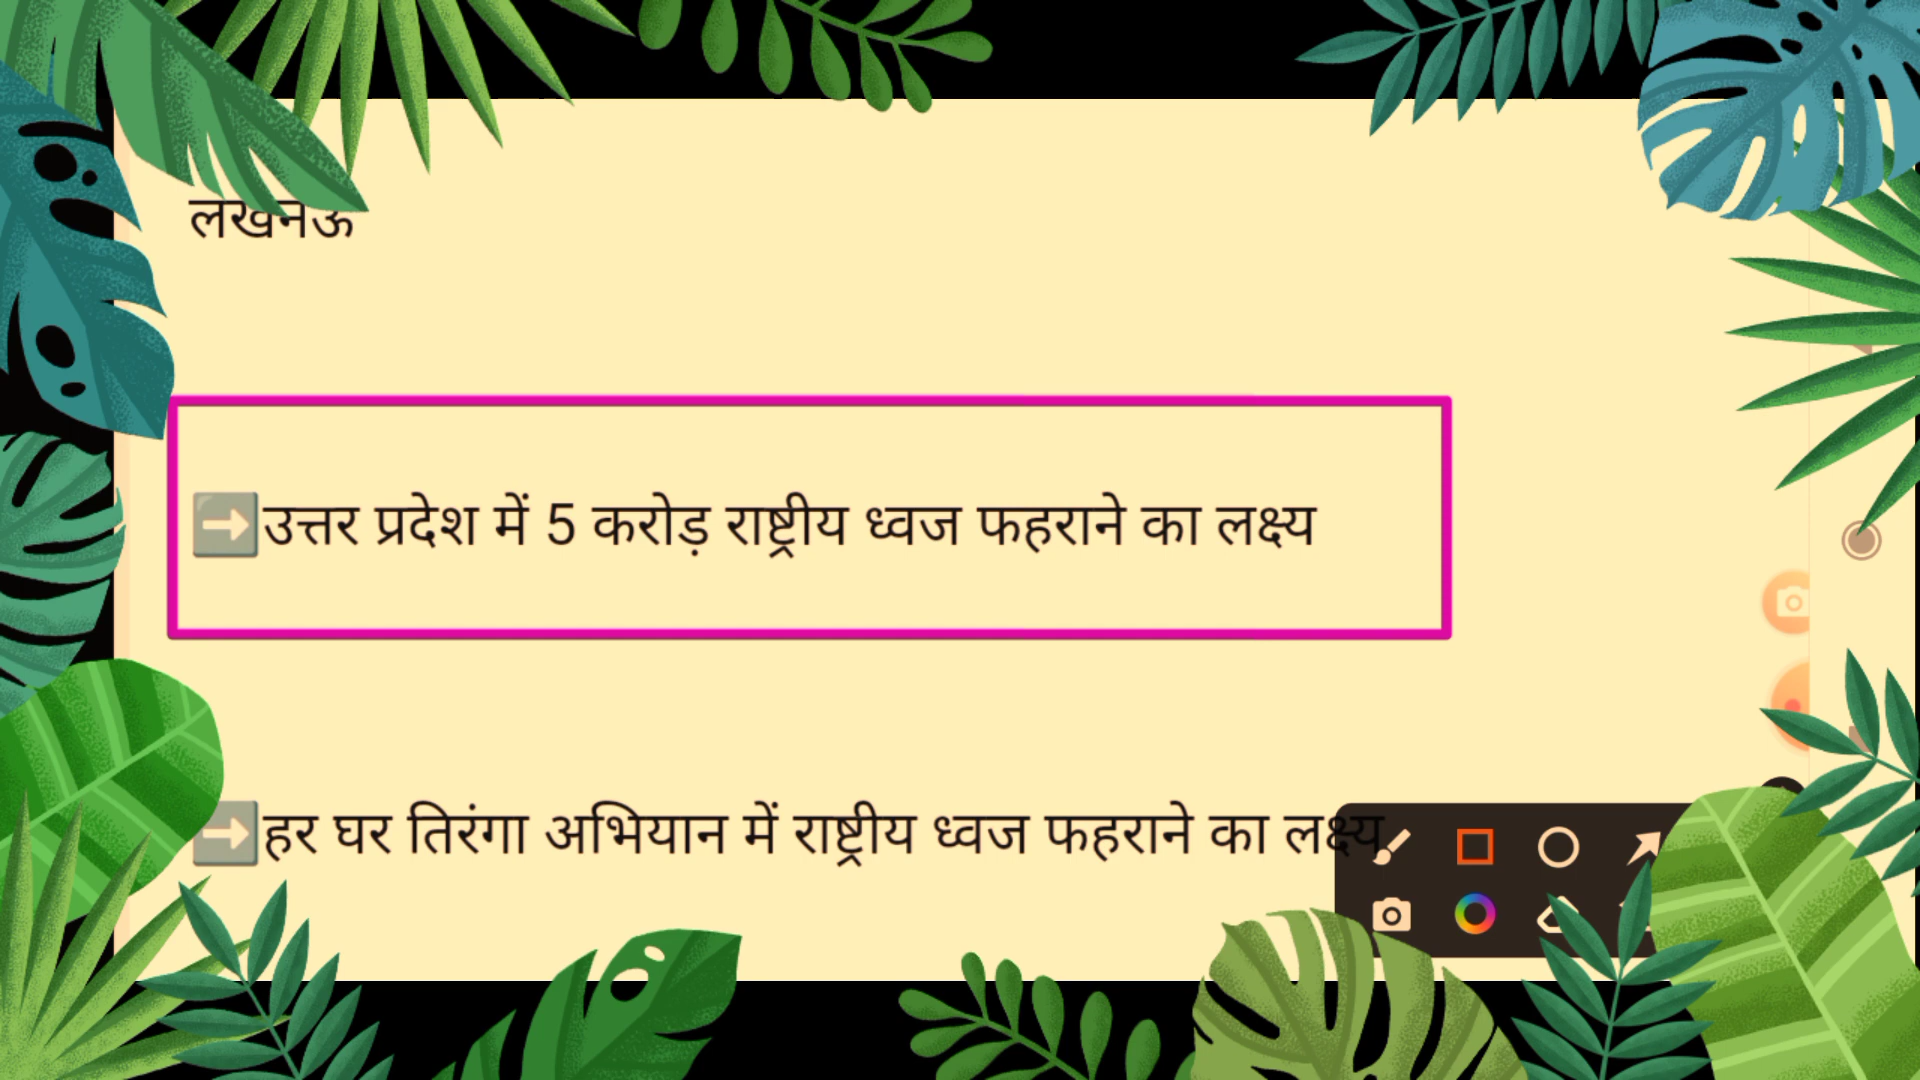 लखनऊ
➡️उत्तर प्रदेश में 5 करोड़ राष्ट्रीय ध्वज फहराने का लक्ष्य
➡️हर घर तिरंगा अभियान में राष्ट्रीय ध्वज फहराने का लक्ष्य